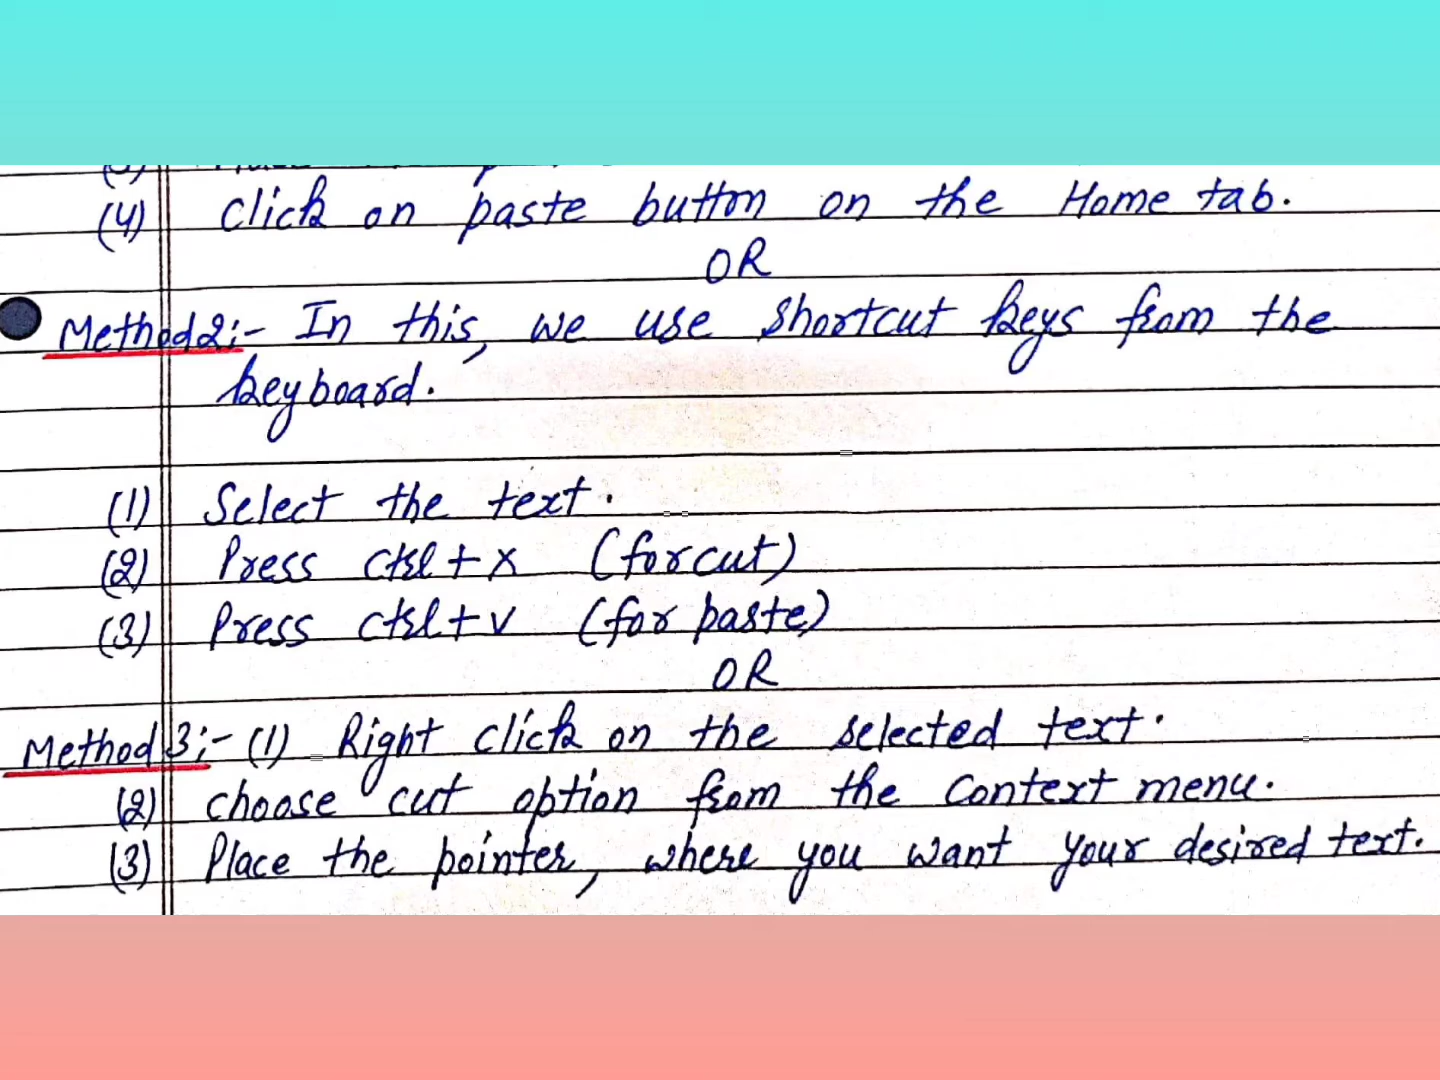 (4) Click on paste button on the Home tab.
OR
Method 2:- In this, we use shortcut keys from the
keyboard.
(1) Select the text.
(2) Press ctrl + x (for cut)
(3) Press ctrl + v (for paste)
OR
Method 3:- (1) Right click on the selected text.
(2) choose cut option from the context menu.
(3) Place the pointer, where you want your desired text.